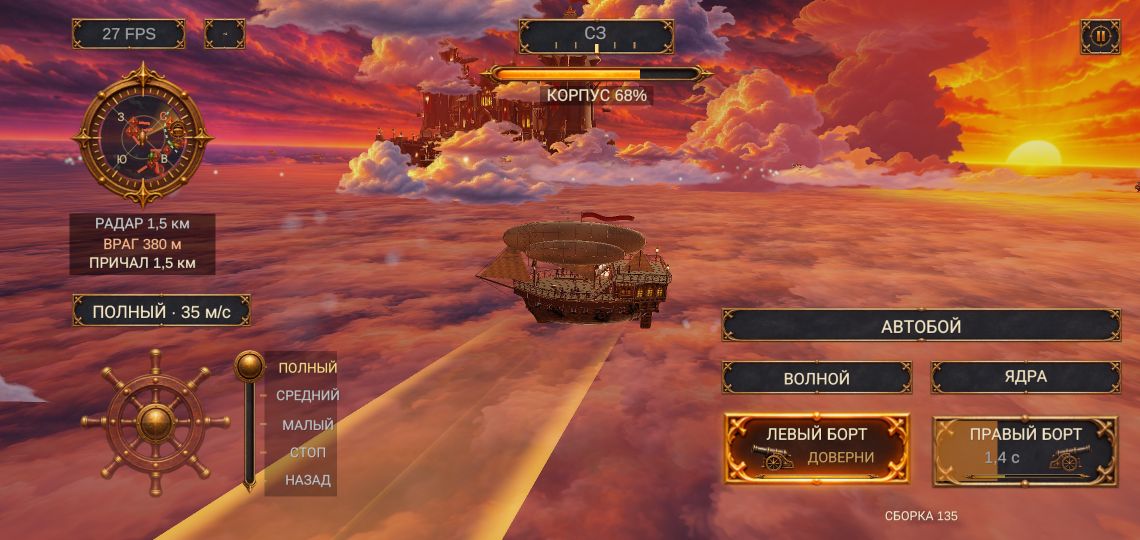 27 FPS
СЗ
КОРПУС 68%
З
С
Ю
В
РАДАР 1,5 км
ВРАГ 380 м
ПРИЧАЛ 1,5 км
ПОЛНЫЙ · 35 м/с
ПОЛНЫЙ
СРЕДНИЙ
МАЛЫЙ
СТОП
НАЗАД
АВТОБОЙ
ВОЛНОЙ
ЯДРА
ЛЕВЫЙ БОРТ
ДОВЕРНИ
ПРАВЫЙ БОРТ
1,4 с
СБОРКА 135